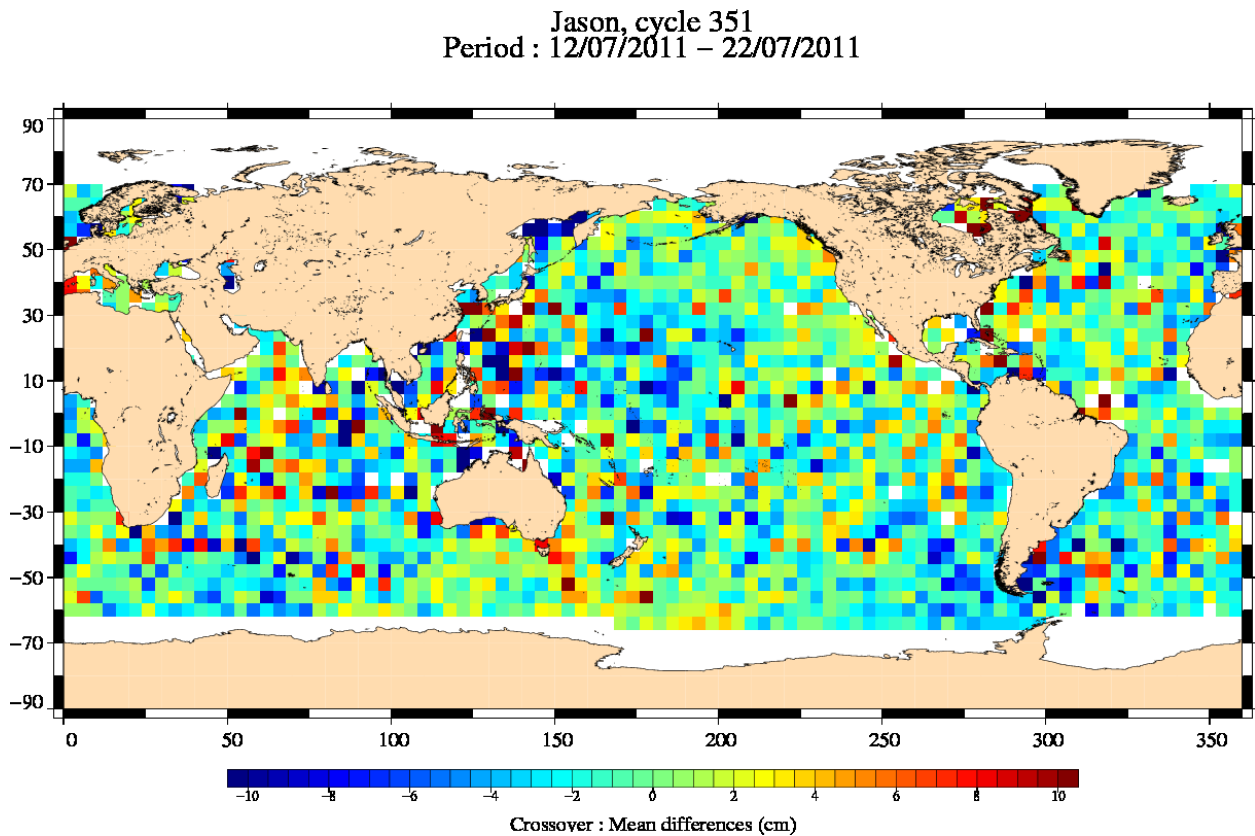 Jason, cycle 351
Period : 12/07/2011 – 22/07/2011
90
70
50
30
10
−10
−30
−50
−70
−90
0 50 100 150 200 250 300 350
−10 −8 −6 −4 −2 0 2 4 6 8 10
Crossover : Mean differences (cm)